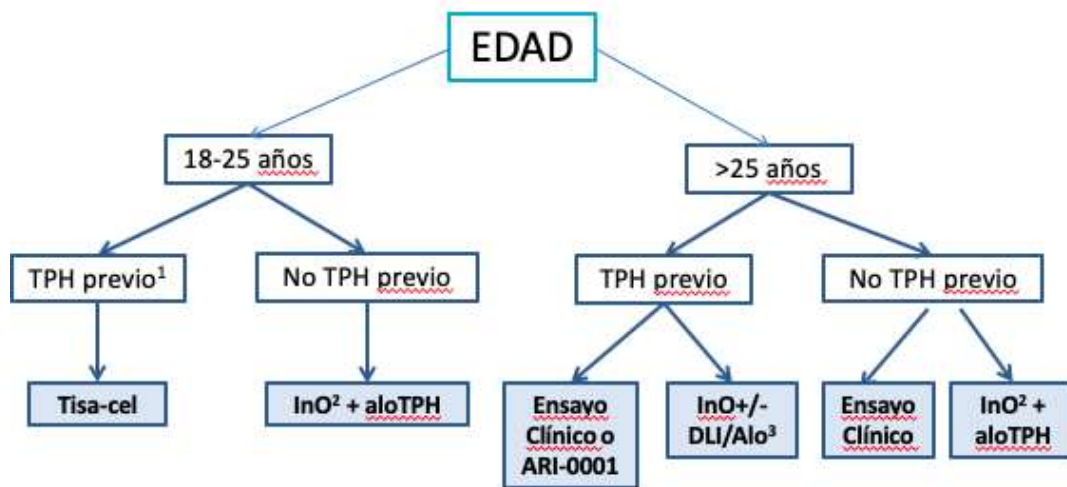 EDAD
18-25 años
>25 años
TPH previo¹
No TPH previo
TPH previo
No TPH previo
Tisa-cel
InO² + aloTPH
Ensayo
Clínico o
ARI-0001
InO+/-
DLI/Alo³
Ensayo
Clínico
InO² +
aloTPH